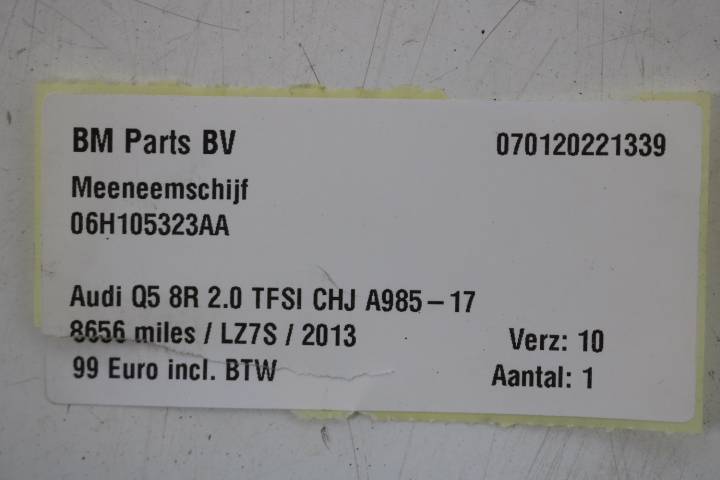 BM Parts BV 070120221339
Meeneemschijf
06H105323AA
Audi Q5 8R 2.0 TFSI CHJ A985-17
8656 miles / LZ7S / 2013 Verz: 10
99 Euro incl. BTW Aantal: 1